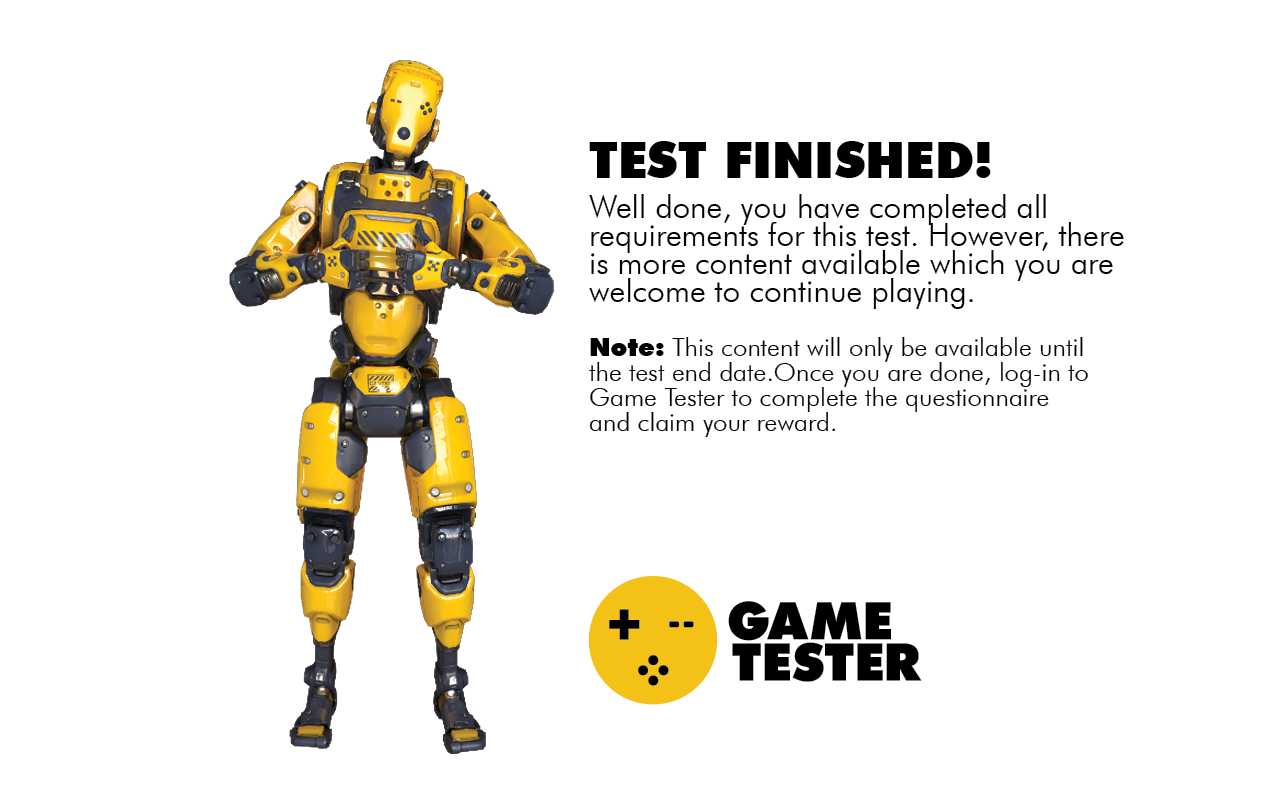 TEST FINISHED!
Well done, you have completed all
requirements for this test. However, there
is more content available which you are
welcome to continue playing.
Note: This content will only be available until
the test end date.Once you are done, log-in to
Game Tester to complete the questionnaire
and claim your reward.
GAME
TESTER